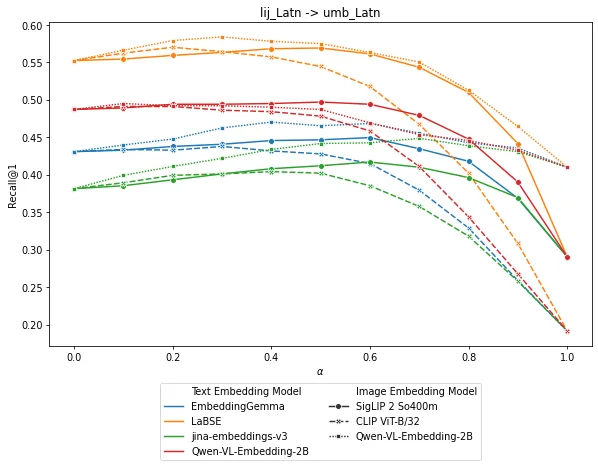 lij_Latn -> umb_Latn
Recall@1
0.60
0.55
0.50
0.45
0.40
0.35
0.30
0.25
0.20
0.0 0.2 0.4 0.6 0.8 1.0
α
Text Embedding Model
EmbeddingGemma
LaBSE
jina-embeddings-v3
Qwen-VL-Embedding-2B
Image Embedding Model
SigLIP 2 So400m
CLIP ViT-B/32
Qwen-VL-Embedding-2B